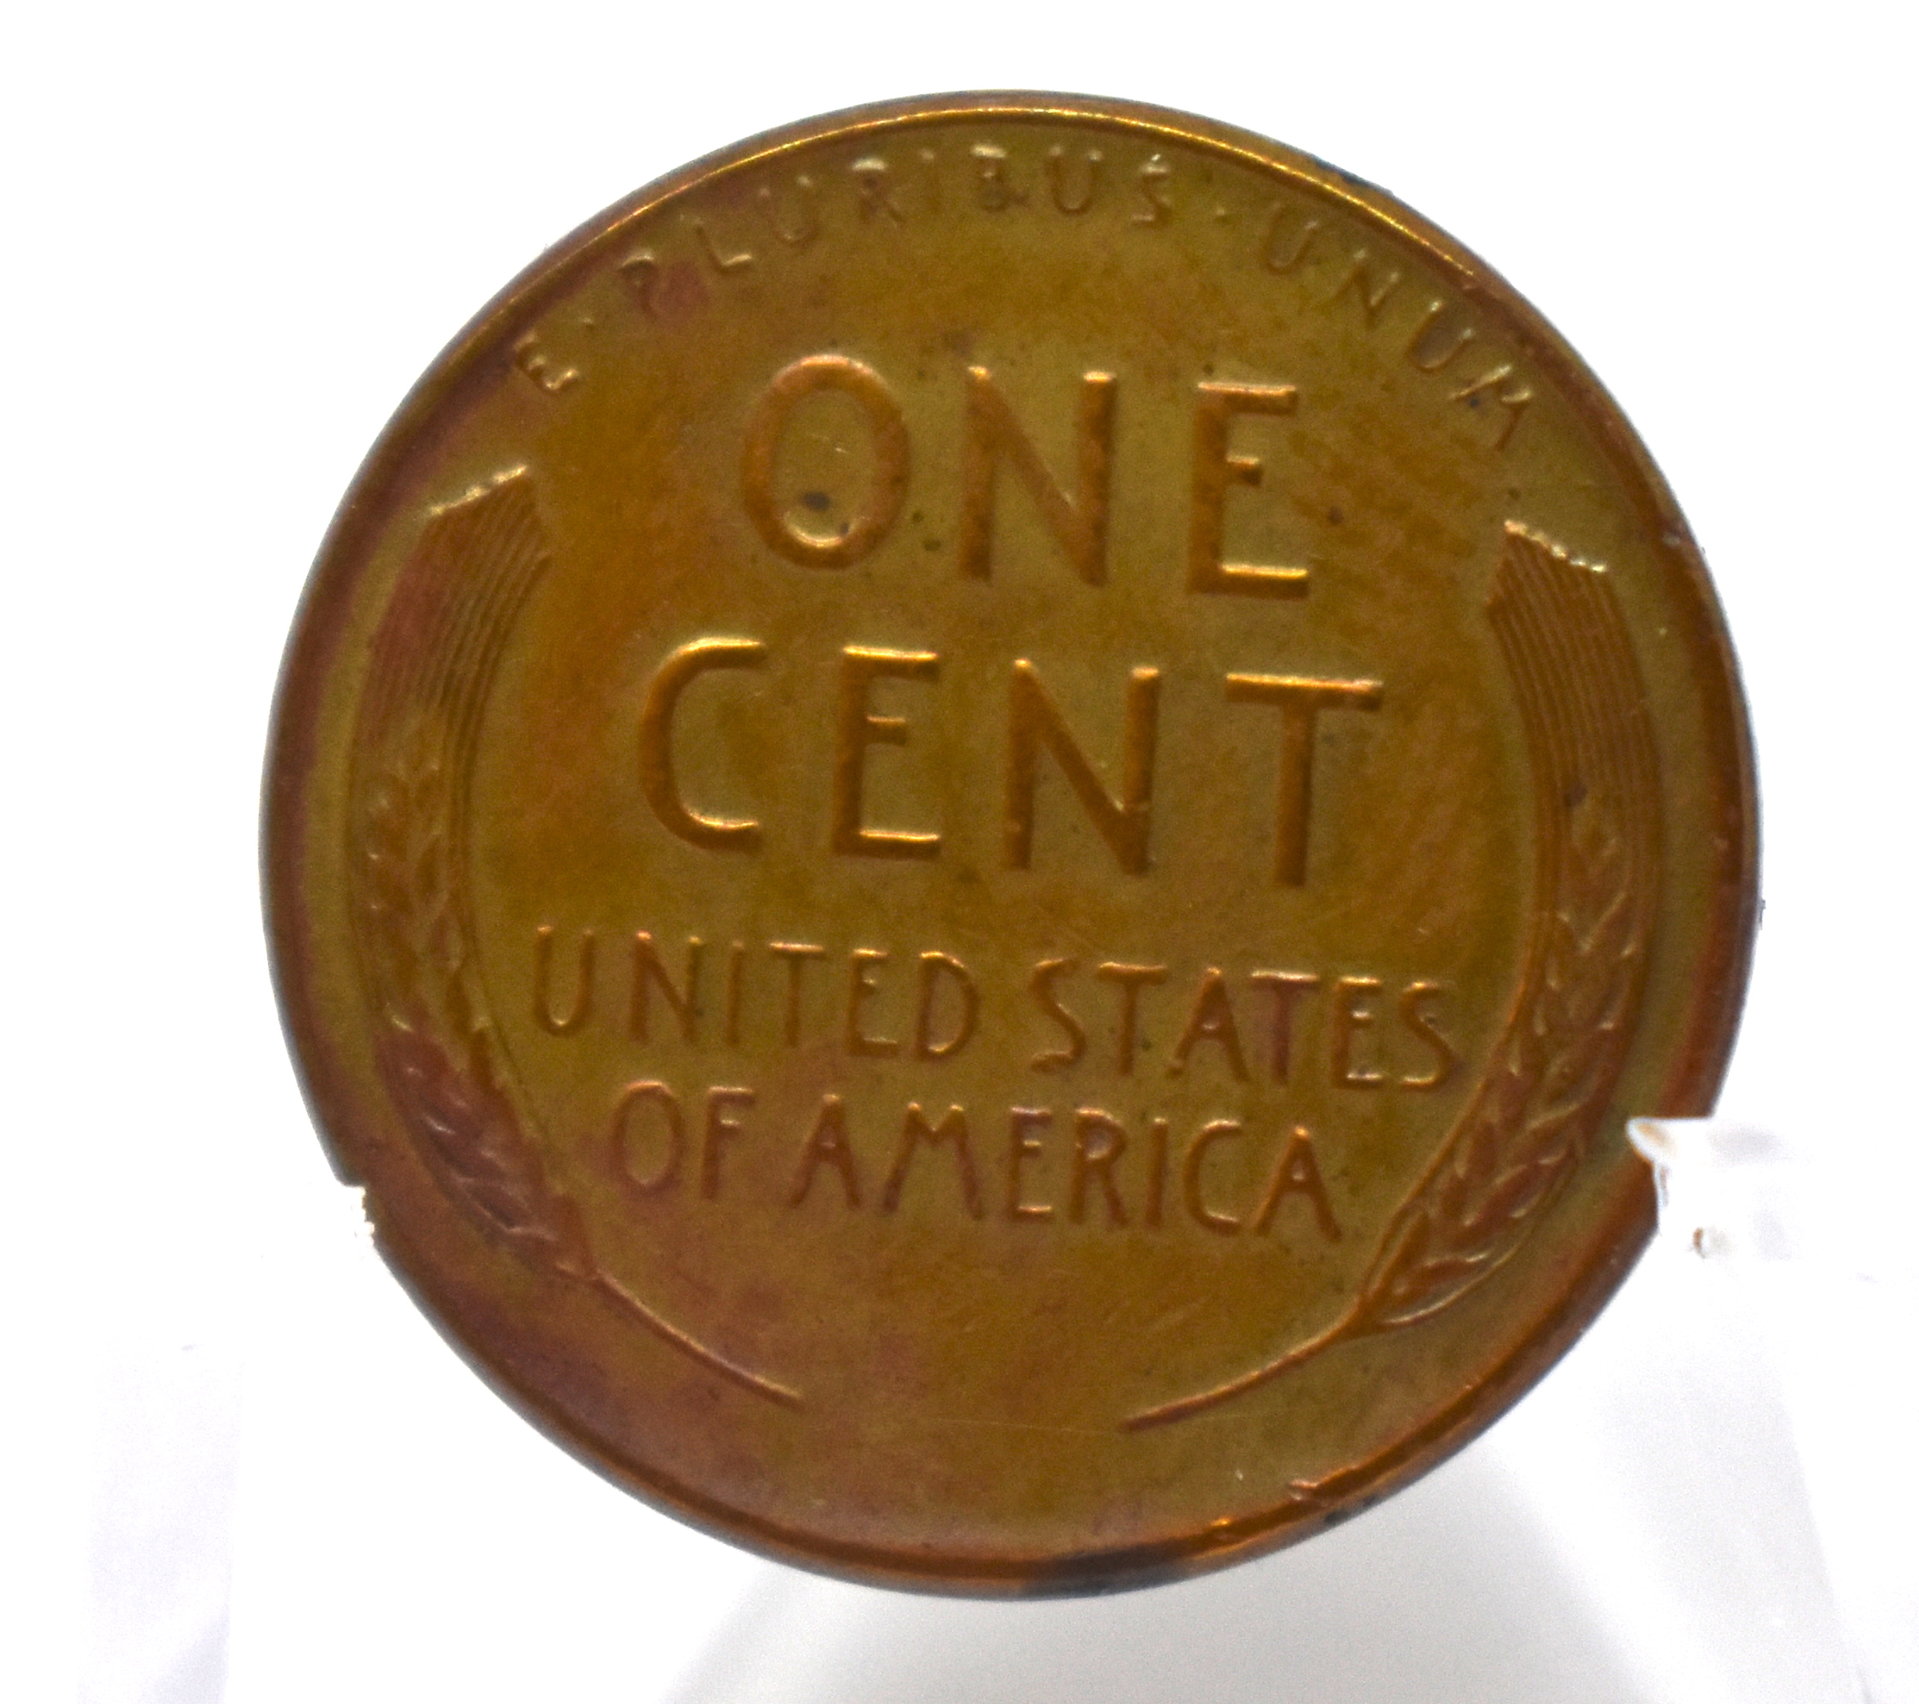 E·PLURIBUS·UNUM
ONE
CENT
UNITED STATES
OF AMERICA